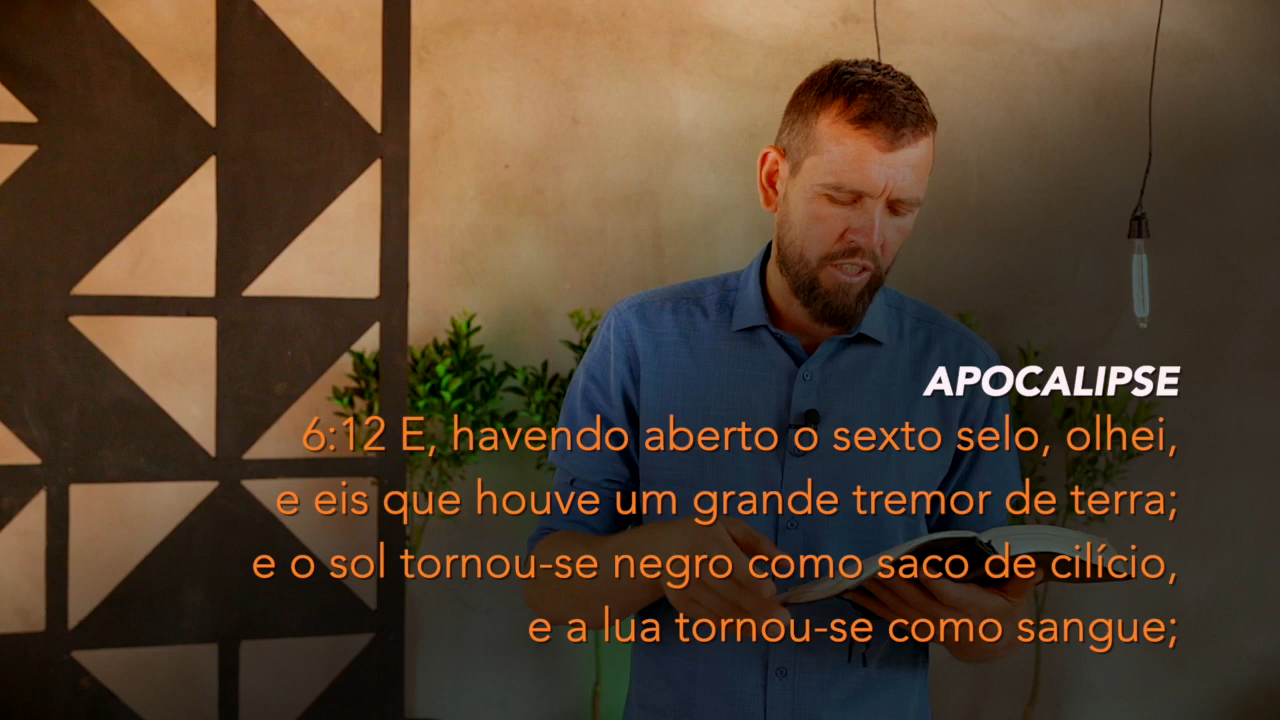 APOCALIPSE
6:12 E, havendo aberto o sexto selo, olhei,
e eis que houve um grande tremor de terra;
e o sol tornou-se negro como saco de cilício,
e a lua tornou-se como sangue;